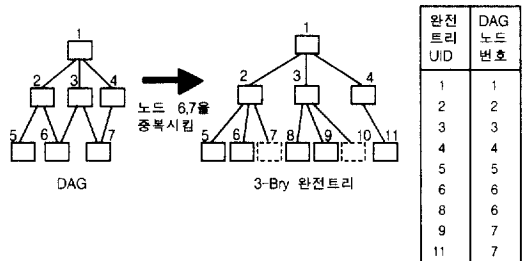 1
2 3 4
5 6 7
DAG
노드 6,7을
중복시킴
1
2 3 4
5 6 7 8 9 10 11
3-Bry 완전트리
완전 DAG
트리 노드
UID 번호
1 1
2 2
3 3
4 4
5 5
6 6
8 6
9 7
11 7